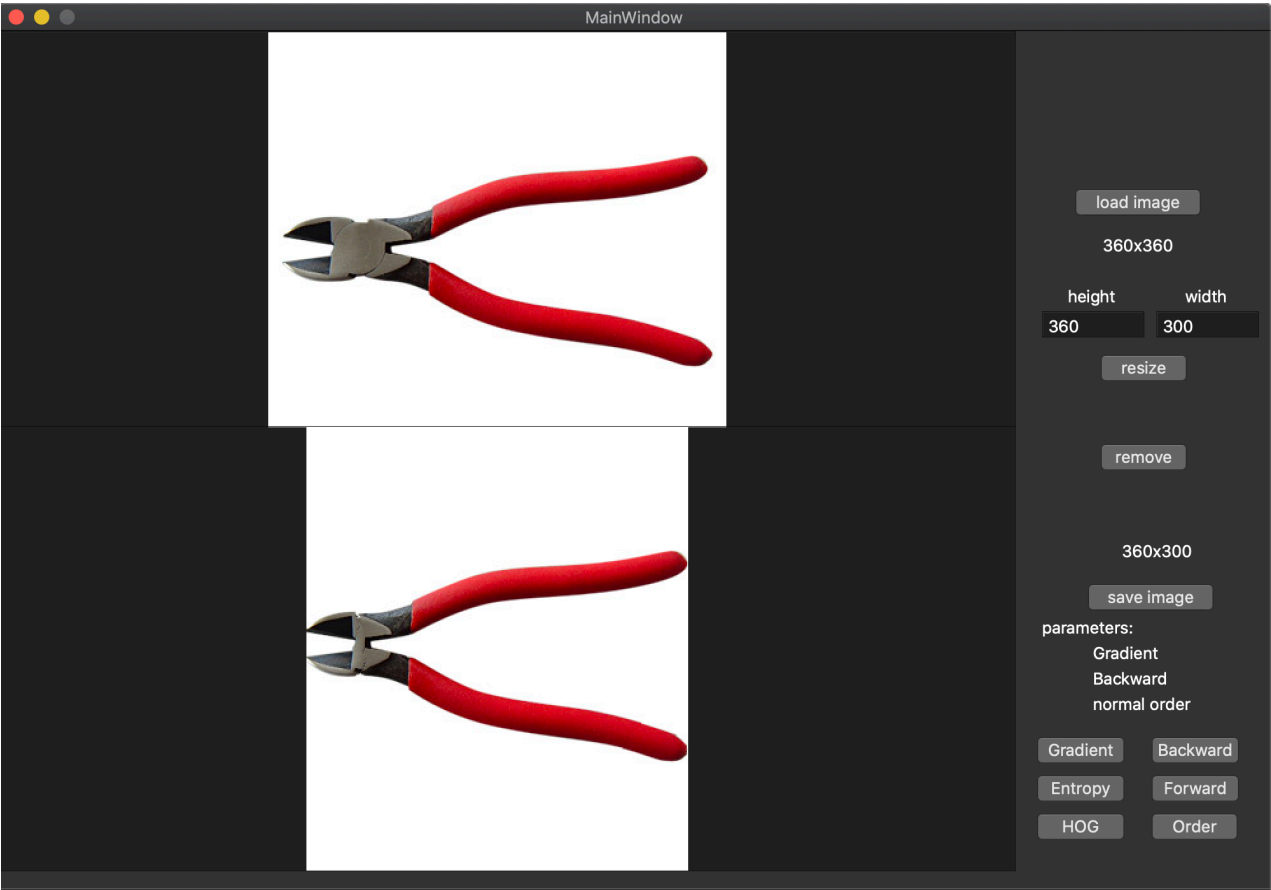 MainWindow
load image
360x360
height width
360 300
resize
remove
360x300
save image
parameters:
Gradient
Backward
normal order
Gradient Backward
Entropy Forward
HOG Order